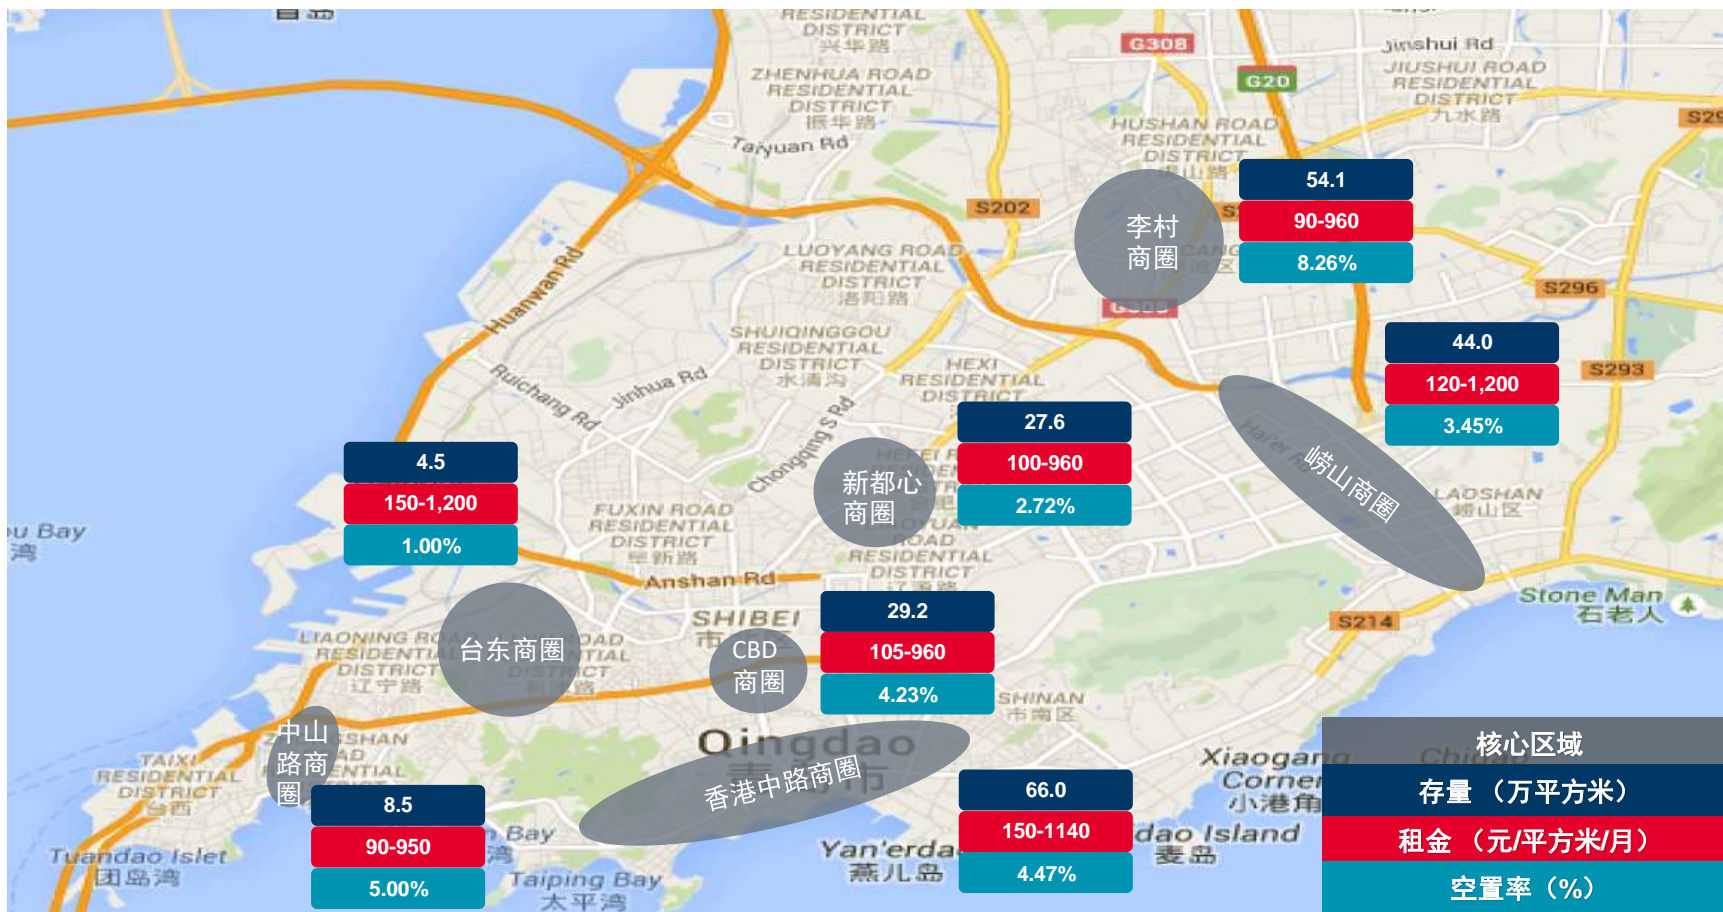 RESIDENTIAL
DISTRICT
兴华路
G308
Jinshui Rd
ZHENHUA ROAD
RESIDENTIAL
DISTRICT
振华路
G20
JIUSHUI ROAD
RESIDENTIAL
DISTRICT
九水路
HUSHAN ROAD
RESIDENTIAL
DISTRICT
Taiyuan Rd
54.1
90-960
8.26%
李村
商圈
S202
LUOYANG ROAD
RESIDENTIAL
DISTRICT
洛阳路
Huanwan Rd
S296
SHUIQINGGOU
RESIDENTIAL
DISTRICT
水清沟
HEXI
RESIDENTIAL
DISTRICT
44.0
120-1,200
3.45%
S293
Ruichang Rd
Jinhua Rd
Chongqing S Rd
27.6
100-960
2.72%
新都心
商圈
崂山商圈
LAOSHAN
崂山区
4.5
150-1,200
1.00%
FUXIN ROAD
RESIDENTIAL
DISTRICT
阜新路
ROAD
RESIDENTIAL
DISTRICT
Bay
湾
Anshan Rd
Stone Man
石老人
SHIBEI
29.2
105-960
4.23%
S214
台东商圈
CBD
商圈
LIAONING
DISTRICT
辽宁路
SHINAN
市南区
中山
路商
圈
Qingdao
香港中路商圈
TAIXI
RESIDENTIAL
DISTRICT
台西
8.5
90-950
5.00%
66.0
150-1140
4.47%
Xiaogang
Corner
小港角
Bay
湾
Yan'erda
燕儿岛
dao Island
麦岛
Tuandao Islet
团岛湾
Taiping Bay
太平湾
核心区域
存量 （万平方米）
租金 （元/平方米/月）
空置率（%）